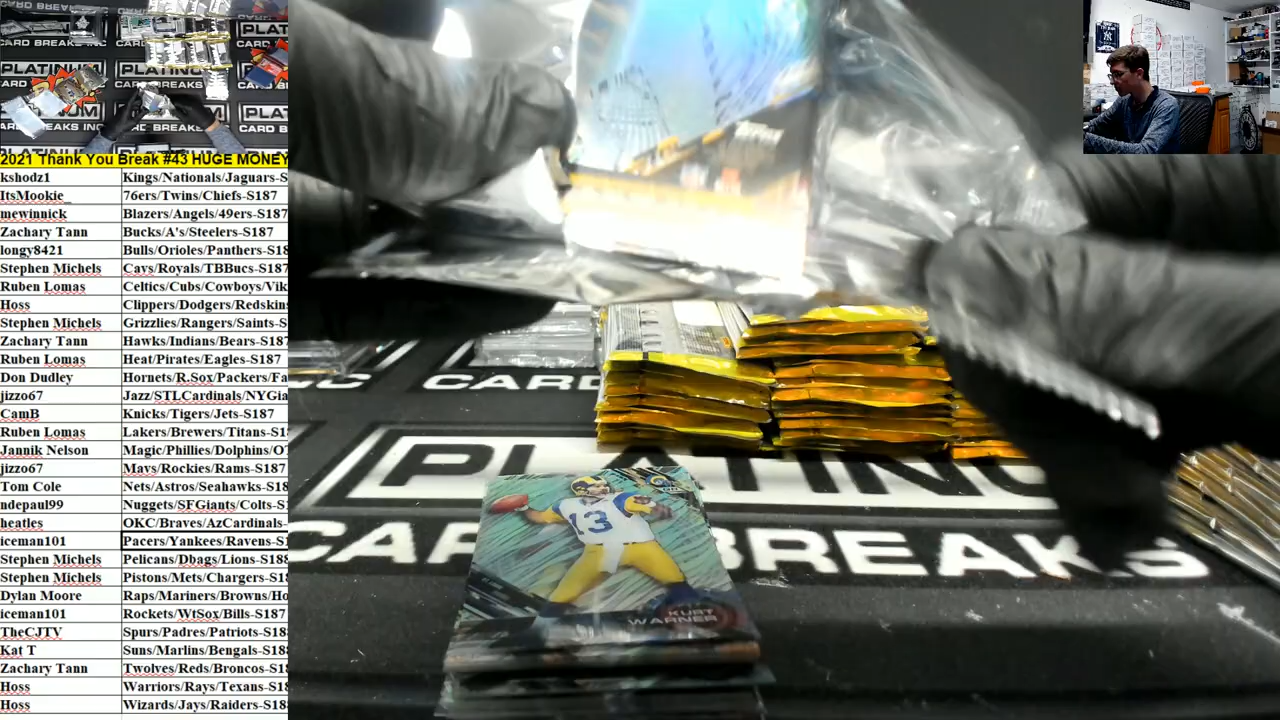 PLATINUM
CARD BREAKS INC
2021 Thank You Break #43 HUGE MONEY
kshodz1 Kings/Nationals/Jaguars-S
ItsMookie_ 76ers/Twins/Chiefs-S187
mewinnick Blazers/Angels/49ers-S187
Zachary Tann Bucks/A's/Steelers-S187
longy8421 Bulls/Orioles/Panthers-S18
Stephen Michels Cavs/Royals/TBBucs-S187
Ruben Lomas Celtics/Cubs/Cowboys/Vik
Hoss Clippers/Dodgers/Redskin
Stephen Michels Grizzlies/Rangers/Saints-S
Zachary Tann Hawks/Indians/Bears-S187
Ruben Lomas Heat/Pirates/Eagles-S187
Don Dudley Hornets/R.Sox/Packers/Fa
jizzo67 Jazz/STLCardinals/NYGia
CamB Knicks/Tigers/Jets-S187
Ruben Lomas Lakers/Brewers/Titans-S1
Jannik Nelson Magic/Phillies/Dolphins/O
jizzo67 Mavs/Rockies/Rams-S187
Tom Cole Nets/Astros/Seahawks-S18
ndepaul99 Nuggets/SFGiants/Colts-S
heatles OKC/Braves/AzCardinals-
iceman101 Pacers/Yankees/Ravens-S1
Stephen Michels Pelicans/Dbags/Lions-S188
Stephen Michels Pistons/Mets/Chargers-S1
Dylan Moore Raps/Mariners/Browns/Ho
iceman101 Rockets/WtSox/Bills-S187
TheCJTV Spurs/Padres/Patriots-S18
Kat T Suns/Marlins/Bengals-S18
Zachary Tann Twolves/Reds/Broncos-S18
Hoss Warriors/Rays/Texans-S18
Hoss Wizards/Jays/Raiders-S18
CARD
PLATINU
CAR BREAKS
13
KURT
WARNER